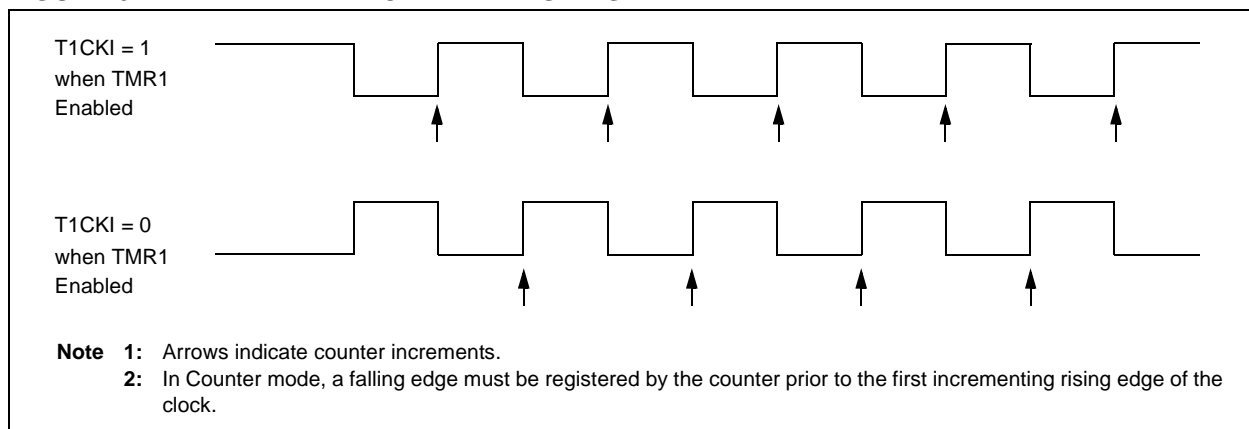 T1CKI = 1
when TMR1
Enabled
T1CKI = 0
when TMR1
Enabled
Note 1: Arrows indicate counter increments.
2: In Counter mode, a falling edge must be registered by the counter prior to the first incrementing rising edge of the
clock.